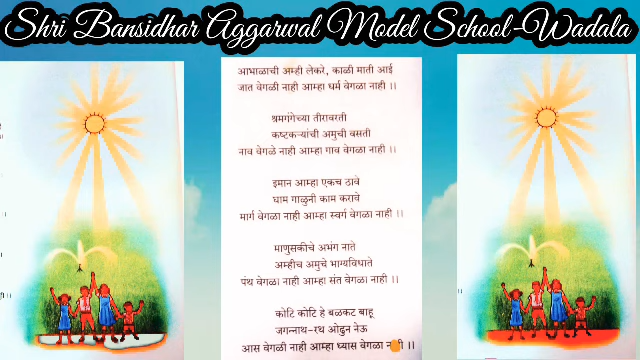 Shri Bansidhar Aggarwal Model School-Wadala
आभाळाची अम्ही लेकरे, काळी माती आई
जात वेगळी नाही आम्हा धर्म वेगळा नाही ।।
श्रमगंगेच्या तीरावरती
कष्टकऱ्यांची अमुची वसती
नाव वेगळे नाही आम्हा गाव वेगळा नाही ।।
इमान आम्हा एकच ठावे
घाम गाळुनी काम करावे
मार्ग वेगळा नाही आम्हा स्वर्ग वेगळा नाही ।।
माणुसकीचे अभंग नाते
अम्हीच अमुचे भाग्यविधाते
पंथ वेगळा नाही आम्हा संत वेगळा नाही ।।
कोटि कोटि हे बळकट बाहू
जगन्नाथ-रथ ओढुन नेऊ
आस वेगळी नाही आम्हा ध्यास वेगळा ।।